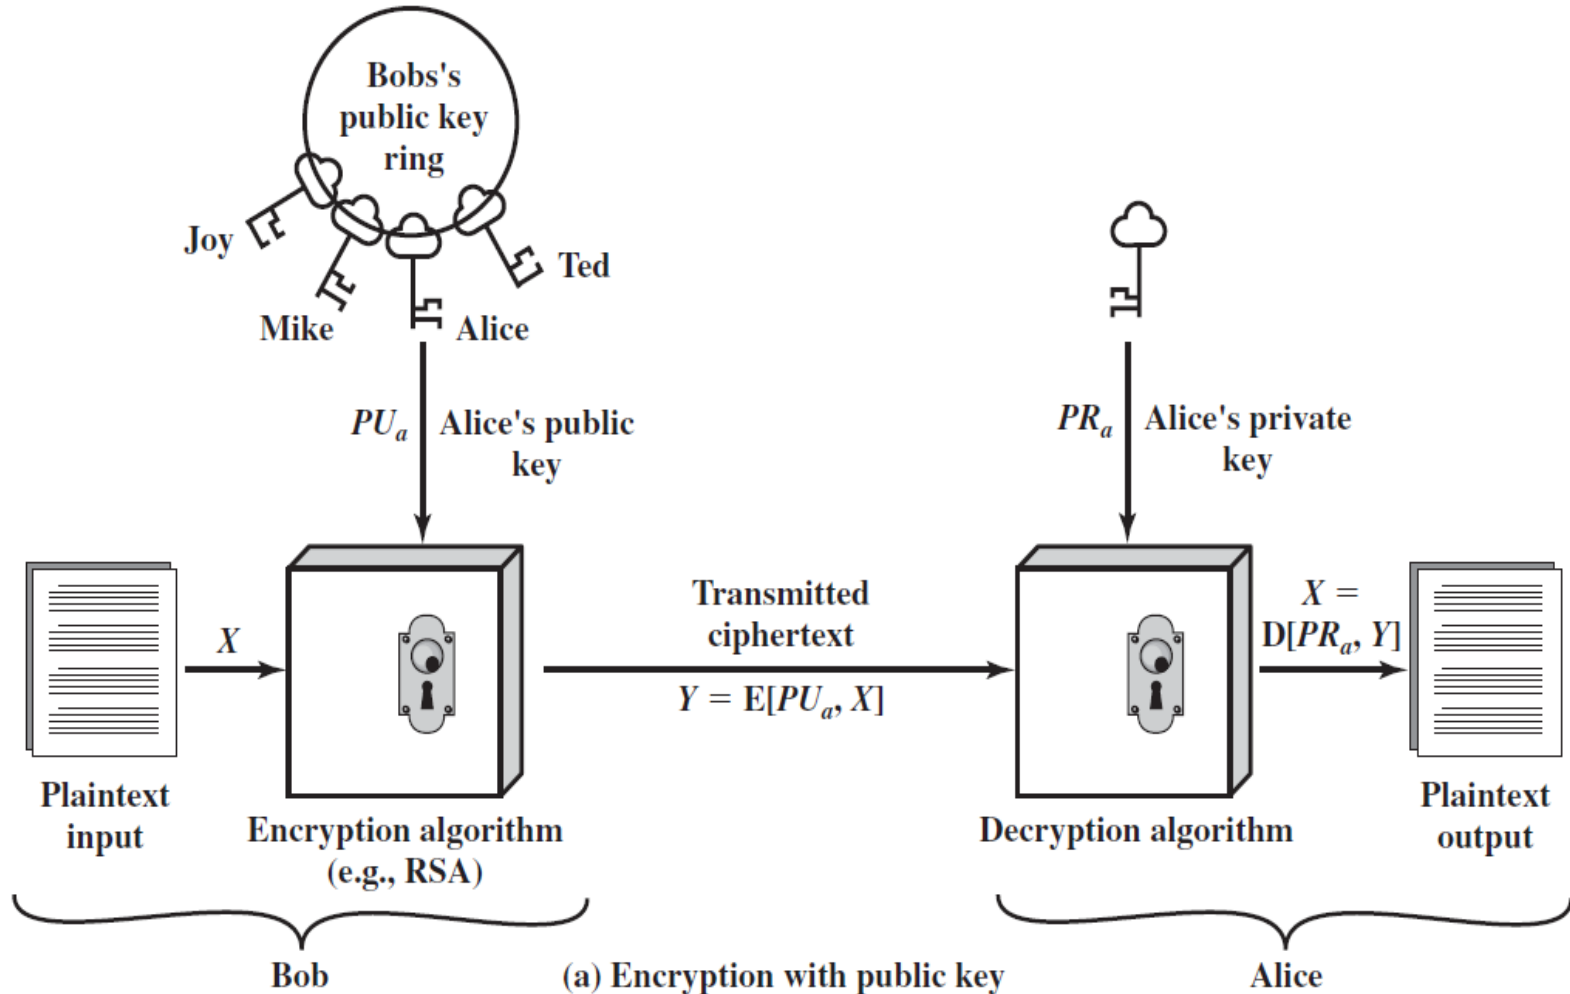 Bobs's
public key
ring
Joy
Mike
Alice
Ted
PUₐ
Alice's public
key
PRₐ
Alice's private
key
X
Transmitted
ciphertext
Y = E[PUₐ, X]
X =
D[PRₐ, Y]
Plaintext
input
Encryption algorithm
(e.g., RSA)
Decryption algorithm
Plaintext
output
Bob
(a) Encryption with public key
Alice